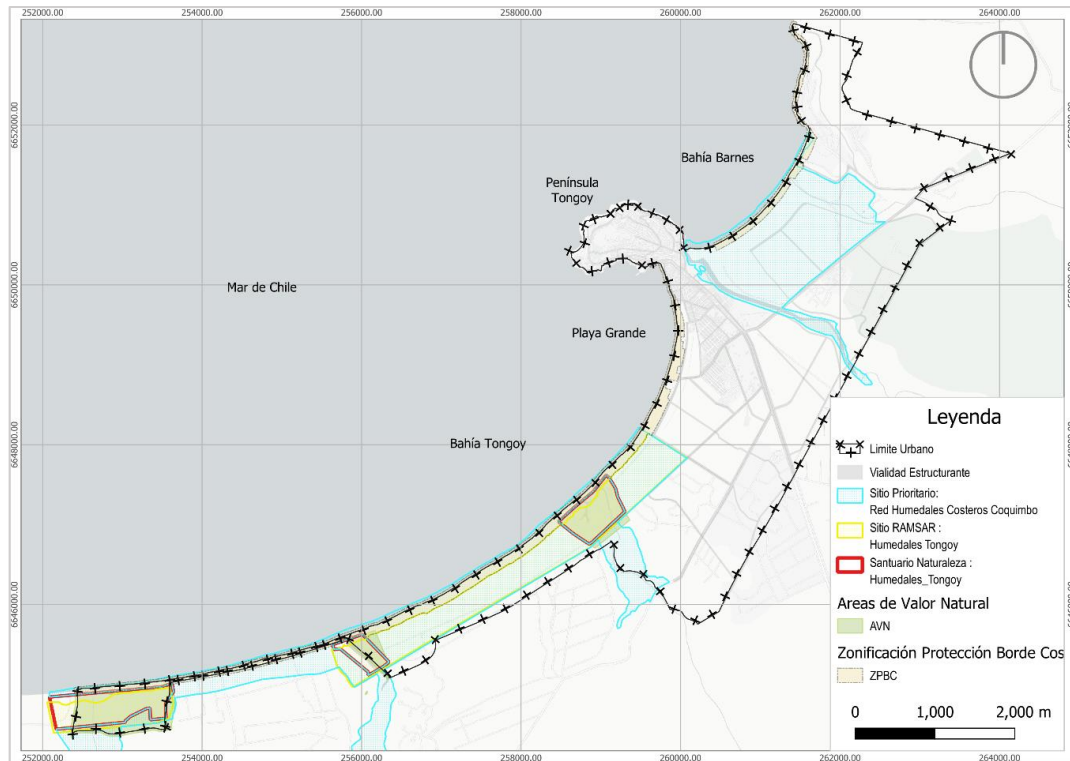 252000.00 254000.00 256000.00 258000.00 260000.00 262000.00 264000.00
6652000.00
Bahía Barnes
Península
Tongoy
6650000.00
6650000.00
Mar de Chile
Playa Grande
6648000.00
Bahía Tongoy
6646000.00
Leyenda
Limite Urbano
Vialidad Estructurante
Sitio Prioritario:
Red Humedales Costeros Coquimbo
Sitio RAMSAR :
Humedales Tongoy
Santuario Naturaleza :
Humedales_Tongoy
Areas de Valor Natural
AVN
Zonificación Protección Borde Cos
ZPBC
0 1,000 2,000 m
252000.00 254000.00 256000.00 258000.00 260000.00 262000.00 264000.00